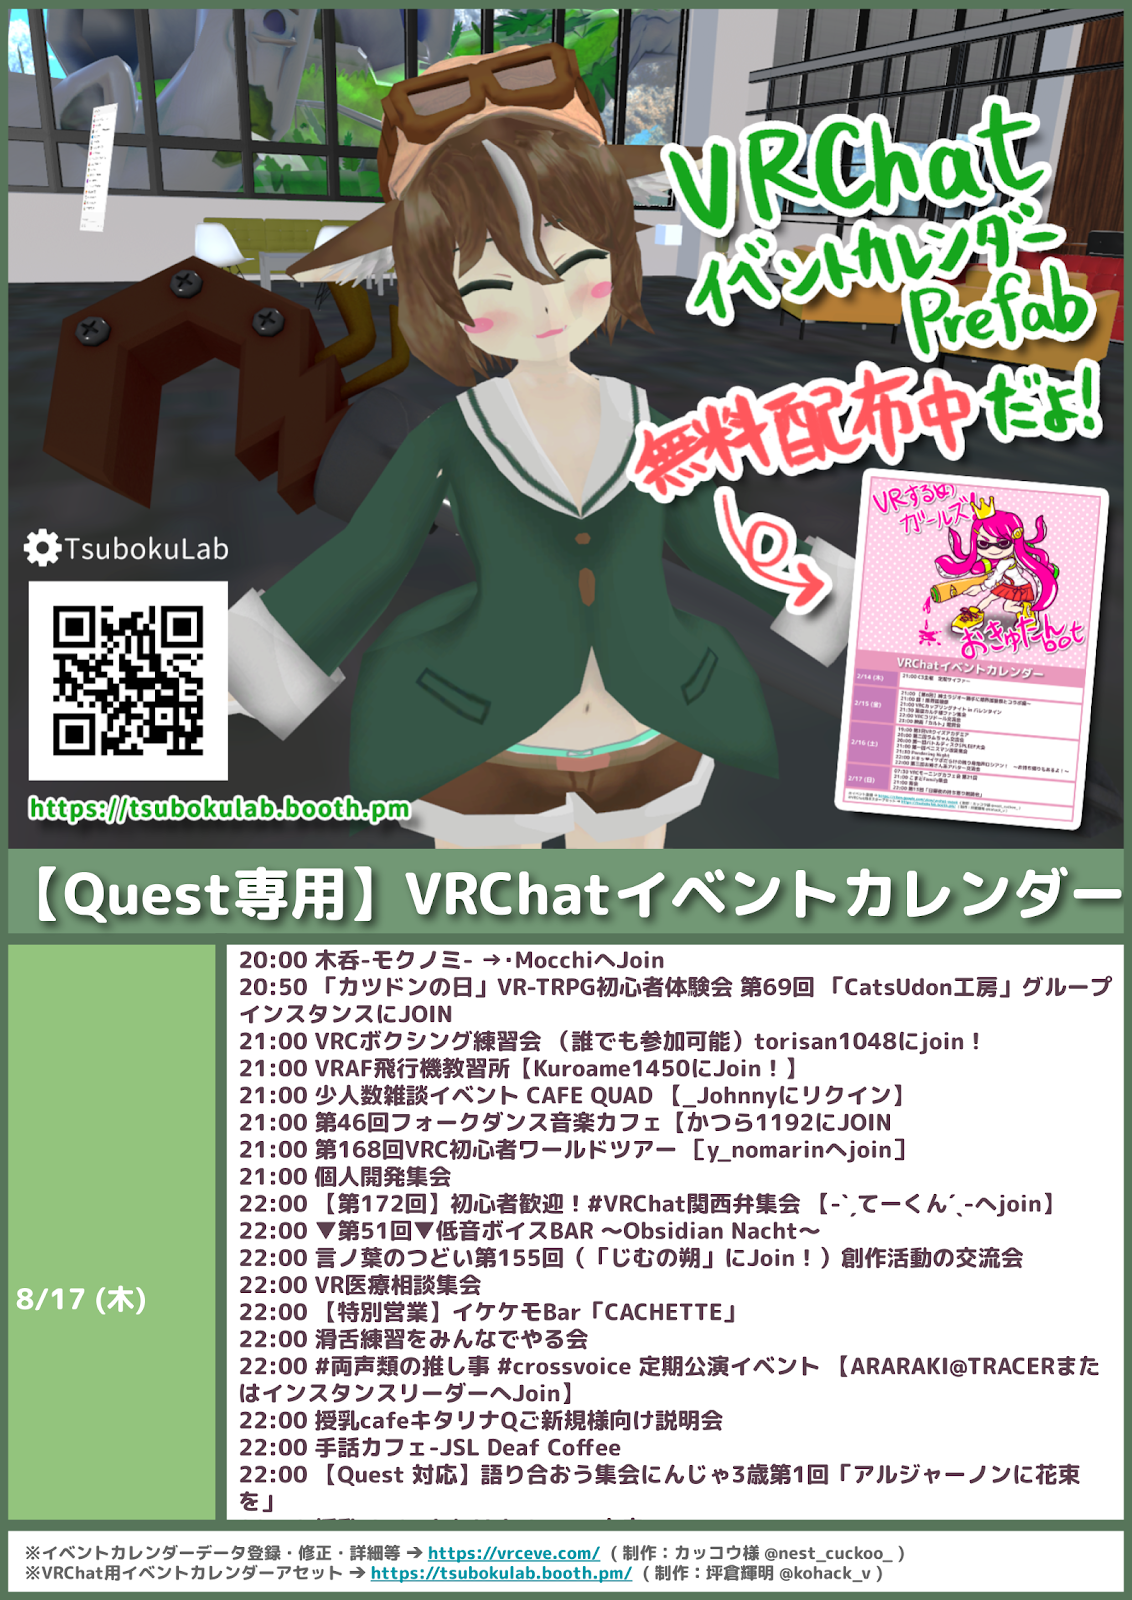 VRChat
イベントカレンダー
Prefab
無料配布中だよ!
VRするめ
ガールズ
おきゅたんbot
VRChatイベントカレンダー
2/14 (木)
2/15 (金)
2/16 (土)
2/17 (日)
TsubokuLab
https://tsubokulab.booth.pm
【Quest専用】VRChatイベントカレンダー
8/17 (木)
20:00 木呑-モクノミ- →･MocchiへJoin
20:50 「カツドンの日」VR-TRPG初心者体験会 第69回 「CatsUdon工房」グループ
インスタンスにJOIN
21:00 VRCボクシング練習会 （誰でも参加可能）torisan1048にjoin！
21:00 VRAF飛行機教習所【Kuroame1450にJoin！】
21:00 少人数雑談イベント CAFE QUAD 【_Johnnyにリクイン】
21:00 第46回フォークダンス音楽カフェ【かつら1192にJOIN
21:00 第168回VRC初心者ワールドツアー ［y_nomarinへjoin］
21:00 個人開発集会
22:00 【第172回】初心者歓迎！#VRChat関西弁集会 【-ˋˏてーくんˊˎ-へjoin】
22:00 ▼第51回▼低音ボイスBAR 〜Obsidian Nacht〜
22:00 言ノ葉のつどい第155回（「じむの朔」にJoin！）創作活動の交流会
22:00 VR医療相談集会
22:00 【特別営業】イケケモBar「CACHETTE」
22:00 滑舌練習をみんなでやる会
22:00 #両声類の推し事 #crossvoice 定期公演イベント 【ARARAKI@TRACERまた
はインスタンスリーダーへJoin】
22:00 授乳cafeキタリナQご新規様向け説明会
22:00 手話カフェ-JSL Deaf Coffee
22:00 【Quest 対応】語り合おう集会にんじゃ3歳第1回「アルジャーノンに花束
を」
※イベントカレンダーデータ登録・修正・詳細等 → https://vrceve.com/ ( 制作：カッコウ様 @nest_cuckoo_ )
※VRChat用イベントカレンダーアセット → https://tsubokulab.booth.pm/ ( 制作：坪倉輝明 @kohack_v )